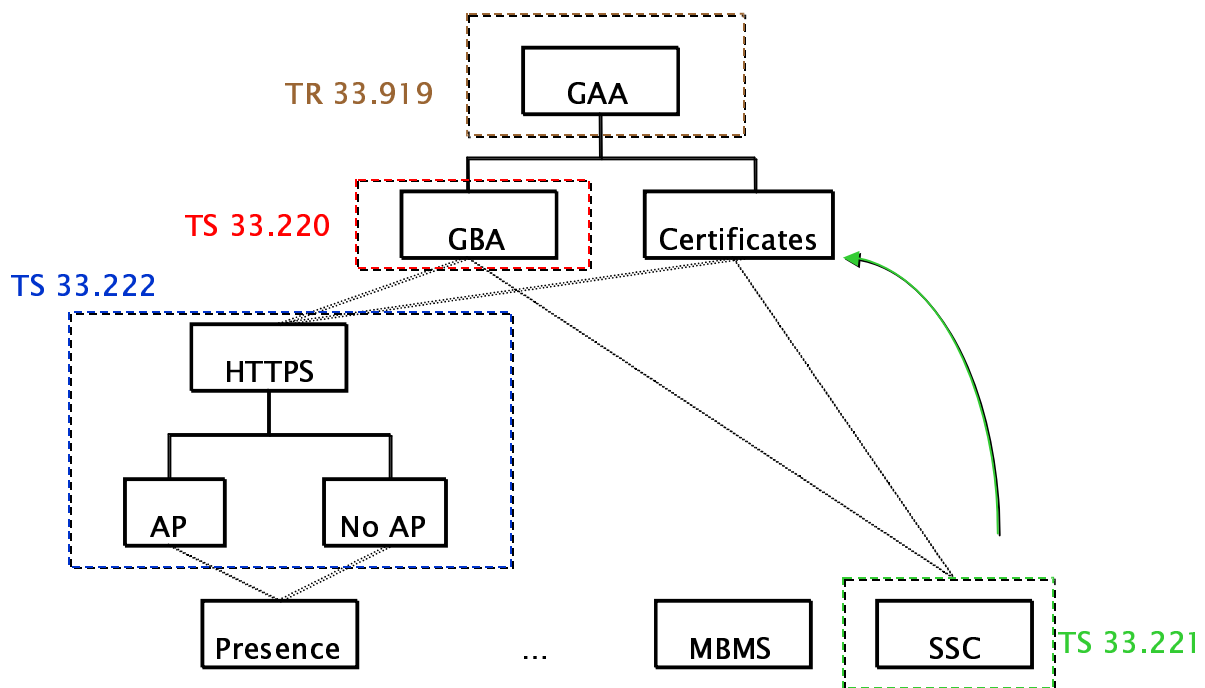 GAA
TR 33.919
TS 33.220
GBA
Certificates
TS 33.222
HTTPS
AP
No AP
Presence
...
MBMS
SSC
TS 33.221